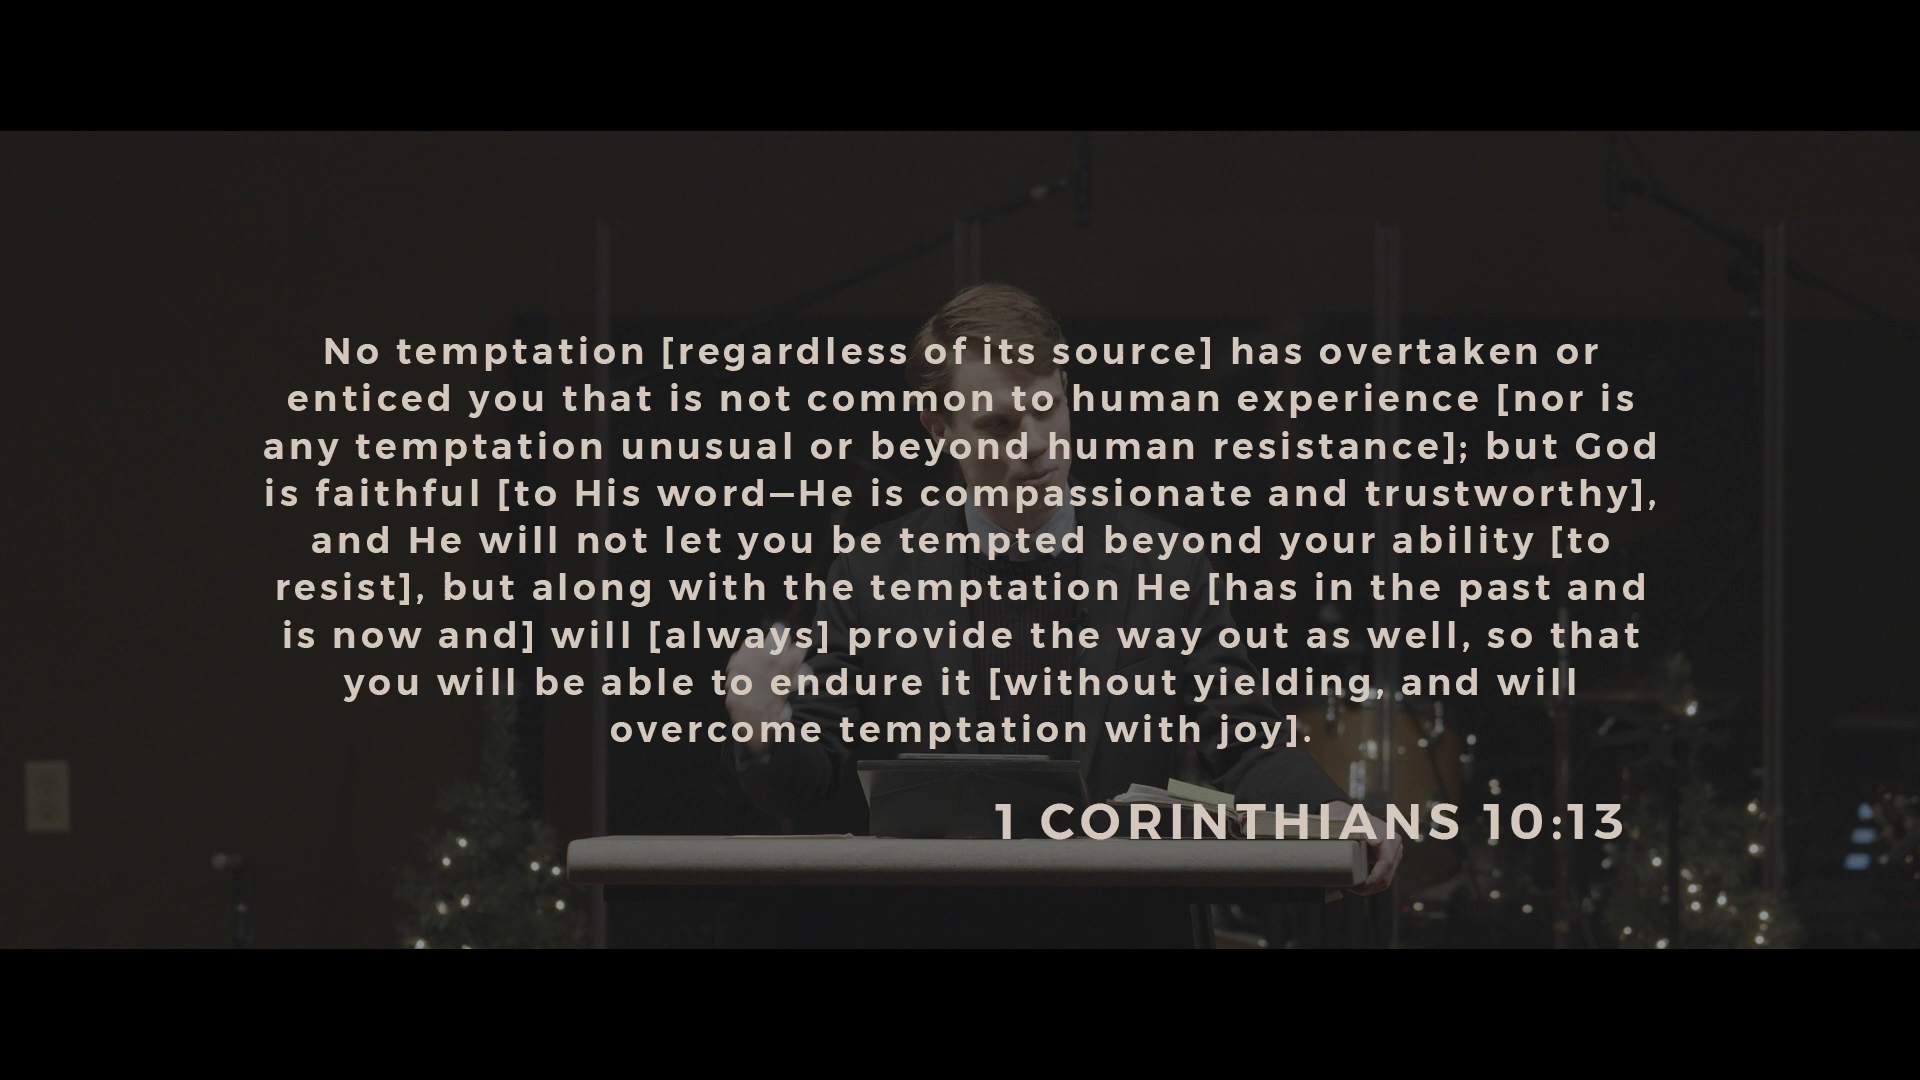 No temptation [regardless of its source] has overtaken or
enticed you that is not common to human experience [nor is
any temptation unusual or beyond human resistance]; but God
is faithful [to His word—He is compassionate and trustworthy],
and He will not let you be tempted beyond your ability [to
resist], but along with the temptation He [has in the past and
is now and] will [always] provide the way out as well, so that
you will be able to endure it [without yielding, and will
overcome temptation with joy].
1 CORINTHIANS 10:13